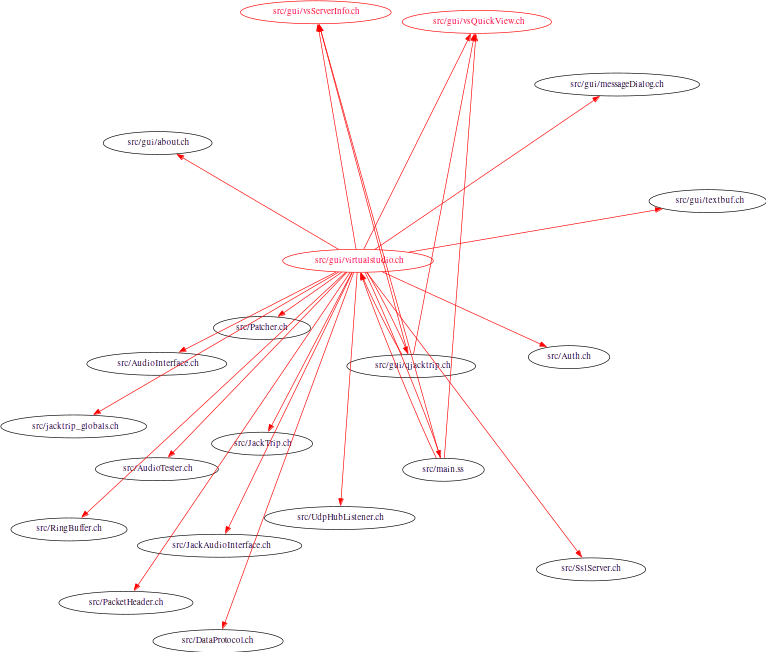 src/gui/vsServerInfo.ch
src/gui/vsQuickView.ch
src/gui/messageDialog.ch
src/gui/about.ch
src/gui/textbuf.ch
src/gui/virtualstudio.ch
src/Patcher.ch
src/AudioInterface.ch
src/gui/qjacktrip.ch
src/Auth.ch
src/jacktrip_globals.ch
src/JackTrip.ch
src/AudioTester.ch
src/main.ss
src/UdpHubListener.ch
src/RingBuffer.ch
src/JackAudioInterface.ch
src/SslServer.ch
src/PacketHeader.ch
src/DataProtocol.ch